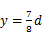 y = 7/8 d